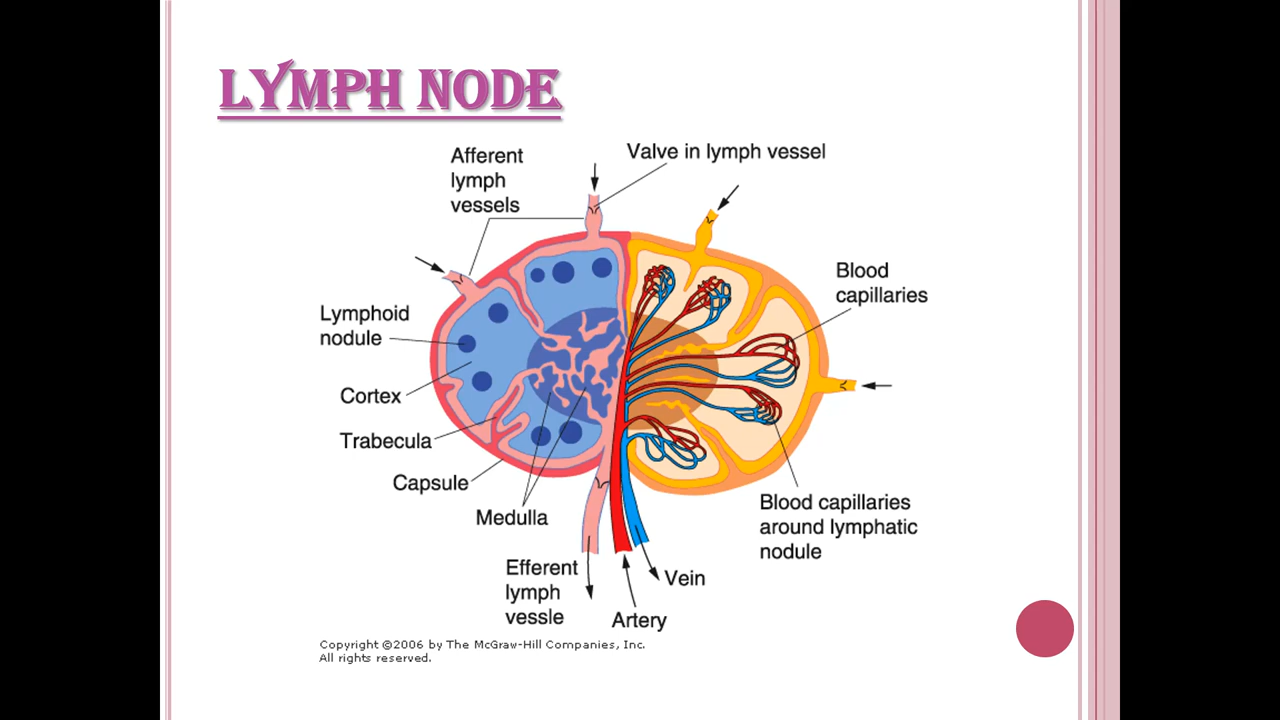 LYMPH NODE
Afferent
lymph
vessels
Valve in lymph vessel
Blood
capillaries
Lymphoid
nodule
Cortex
Trabecula
Capsule
Medulla
Blood capillaries
around lymphatic
nodule
Efferent
lymph
vessle
Vein
Artery
Copyright ©2006 by The McGraw-Hill Companies, Inc.
All rights reserved.